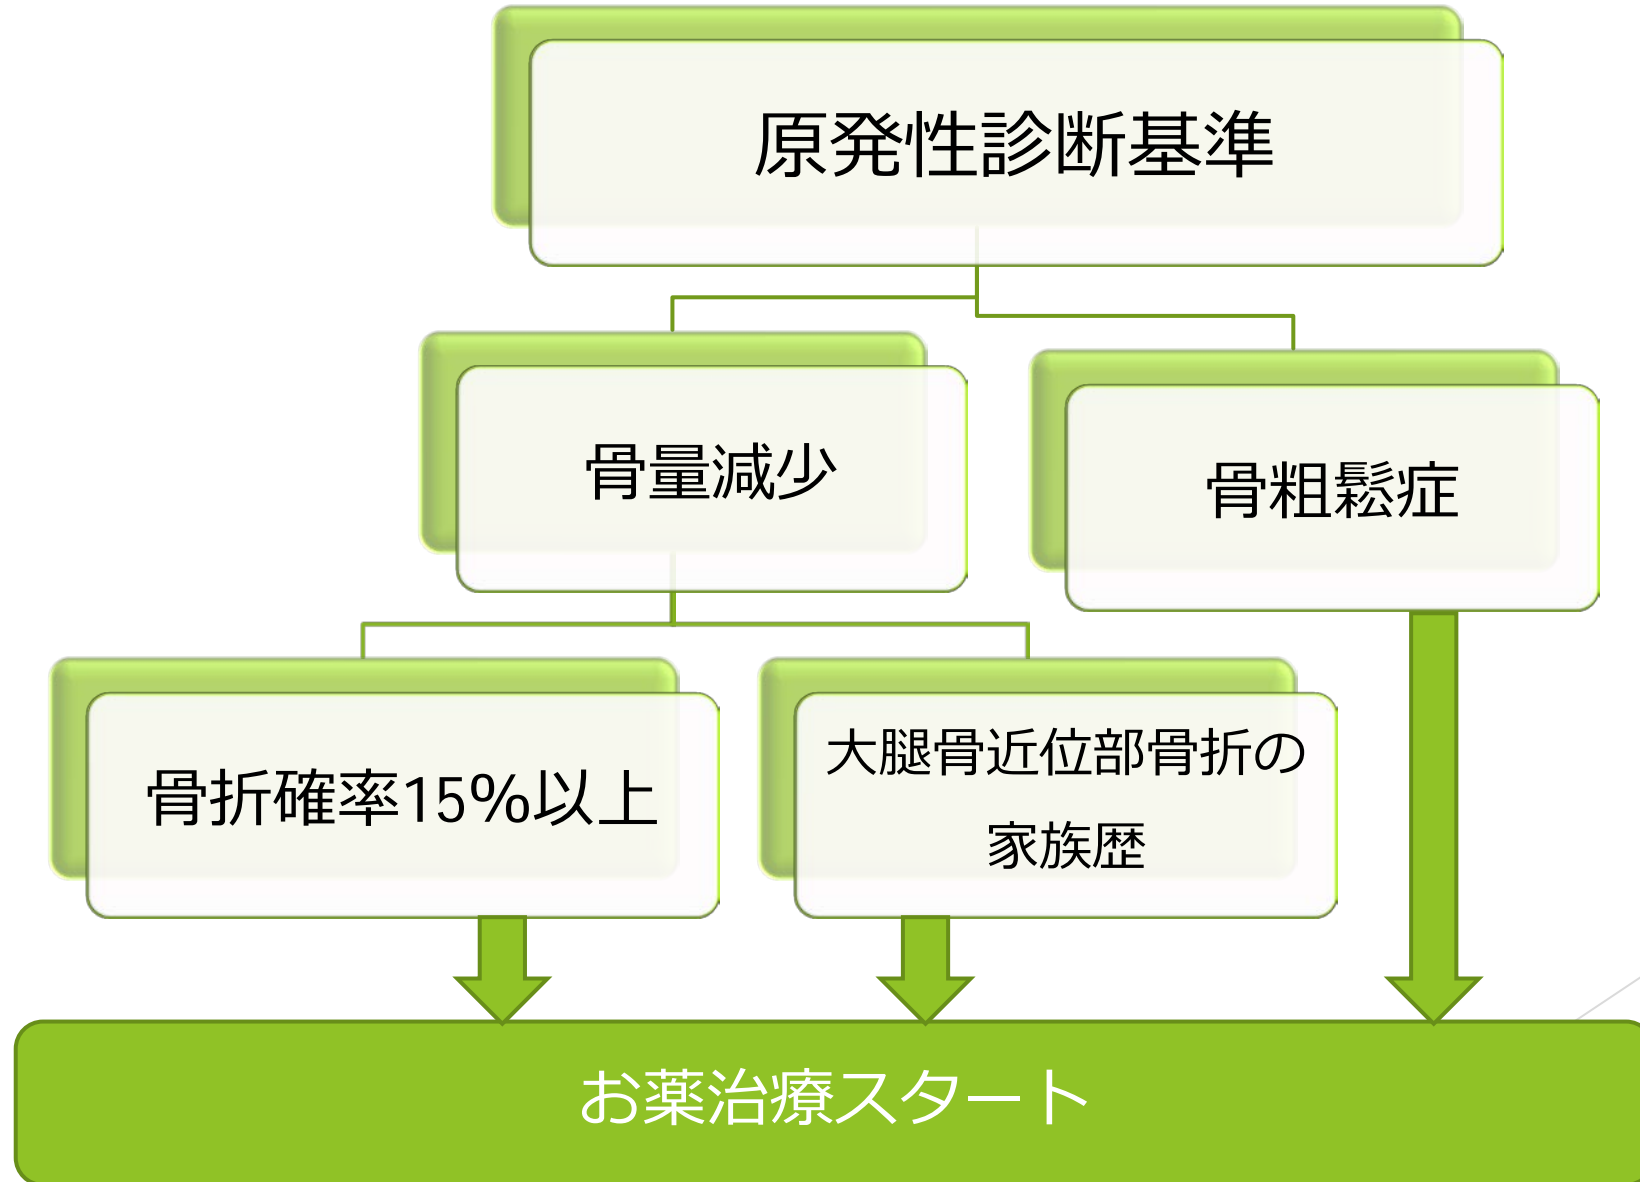 原発性診断基準
骨量減少
骨粗鬆症
骨折確率15%以上
大腿骨近位部骨折の
家族歴
お薬治療スタート